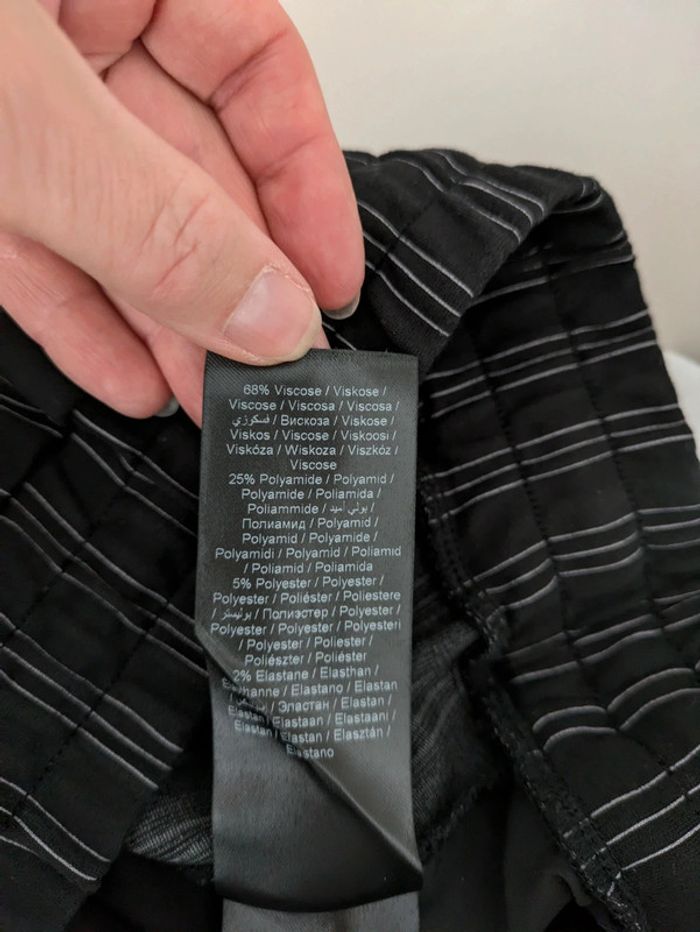 68% Viscose / Viskose /
Viscose / Viscosa / Viscosa /
فسكوزي / Вискоза / Viskose /
Viskos / Viscose / Viskoosi /
Viskóza / Wiskoza / Viszkóz /
Viscose
25% Polyamide / Polyamid /
Polyamide / Poliamida /
Poliammide / بولي أميد /
Полиамид / Polyamid /
Polyamid / Polyamide /
Polyamidi / Polyamid / Poliamid
/ Poliamid / Poliamida
5% Polyester / Polyester /
Polyester / Poliéster / Poliestere
/ بوليستر / Полиэстер / Polyester /
Polyester / Polyester / Polyesteri
/ Polyester / Poliester /
Poliészter / Poliéster
2% Elastane / Elasthan /
/ Elastano / Elastan
/ Эластан / Elastan /
/ Elastaan / Elastaani /
/ Elastan / Elasztán /
Elastano